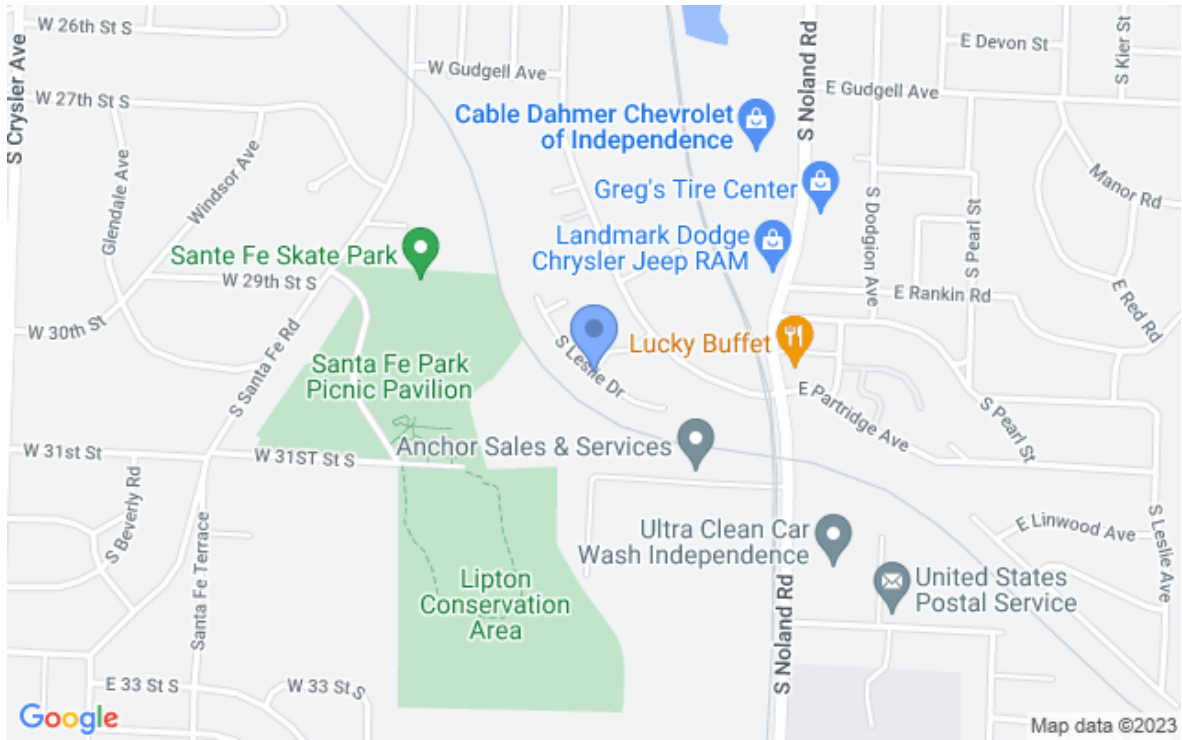 W 26th St S
S Crysler Ave
W 27th St S
Glendale Ave
Windsor Ave
W Gudgell Ave
S Noland Rd
E Devon St
S Kier St
E Gudgell Ave
Manor Rd
Cable Dahmer Chevrolet
of Independence
Greg's Tire Center
Landmark Dodge
Chrysler Jeep RAM
S Dodgion Ave
S Pearl St
E Rankin Rd
E Red Rd
Sante Fe Skate Park
W 29th St S
W 30th St
S Santa Fe Rd
Santa Fe Park
Picnic Pavilion
S Leslie Dr
Lucky Buffet
E Partridge Ave
S Pearl St
W 31st St
W 31ST St S
Anchor Sales & Services
S Beverly Rd
Santa Fe Terrace
Ultra Clean Car
Wash Independence
E Linwood Ave
S Leslie Ave
United States
Postal Service
Lipton
Conservation
Area
S Noland Rd
E 33 St S
W 33 St S
Google
Map data ©2023